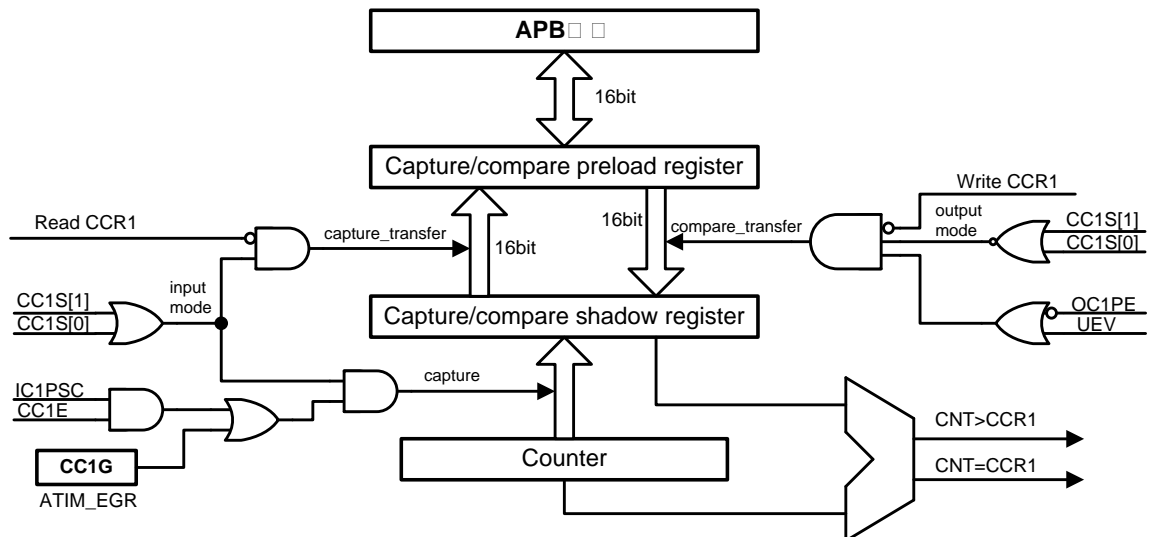 APB
16bit
Capture/compare preload register
Write CCR1
Read CCR1
capture_transfer
16bit
16bit
compare_transfer
output
mode
CC1S[1]
CC1S[0]
CC1S[1]
CC1S[0]
input
mode
Capture/compare shadow register
OC1PE
UEV
IC1PSC
CC1E
capture
CC1G
ATIM_EGR
Counter
CNT>CCR1
CNT=CCR1